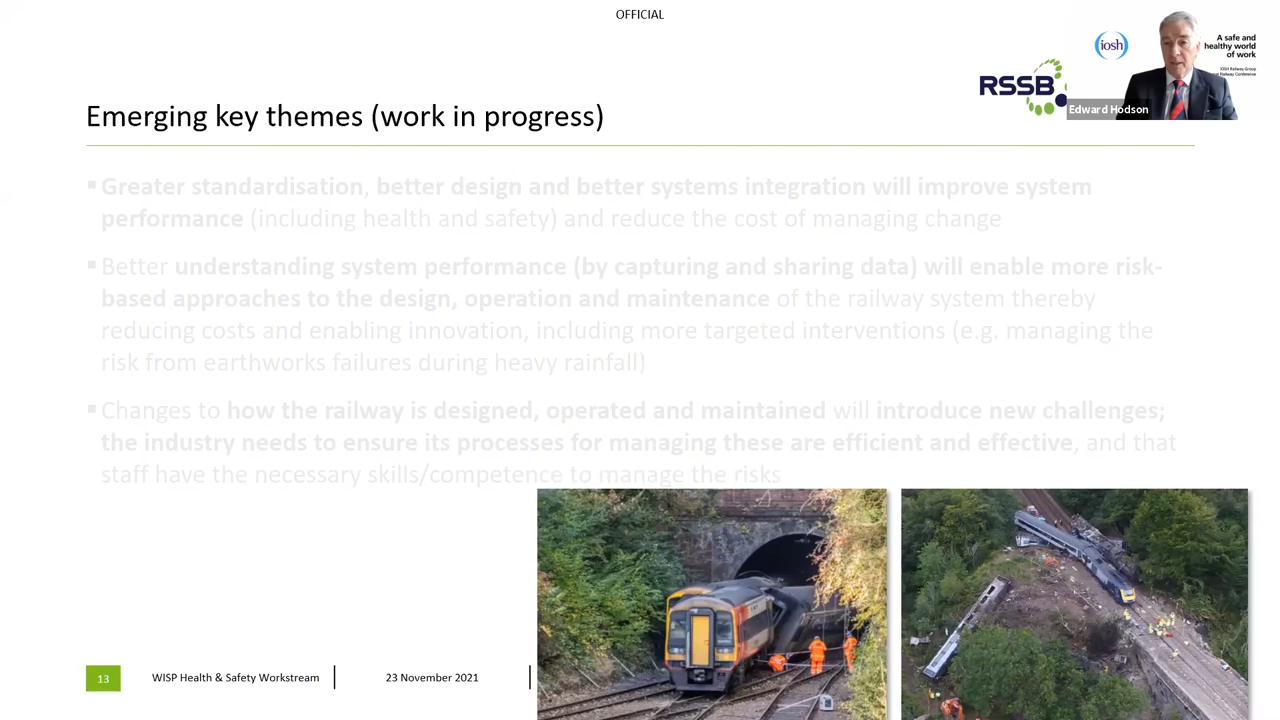 OFFICIAL
iosh
A safe and
healthy world
of work
IOSH Railway Group
Railway Conference
RSSB
Edward Hodson
Emerging key themes (work in progress)
▪ Greater standardisation, better design and better systems integration will improve system
performance (including health and safety) and reduce the cost of managing change
▪ Better understanding system performance (by capturing and sharing data) will enable more risk-
based approaches to the design, operation and maintenance of the railway system thereby
reducing costs and enabling innovation, including more targeted interventions (e.g. managing the
risk from earthworks failures during heavy rainfall)
▪ Changes to how the railway is designed, operated and maintained will introduce new challenges;
the industry needs to ensure its processes for managing these are efficient and effective, and that
staff have the necessary skills/competence to manage the risks
13
WISP Health & Safety Workstream
23 November 2021